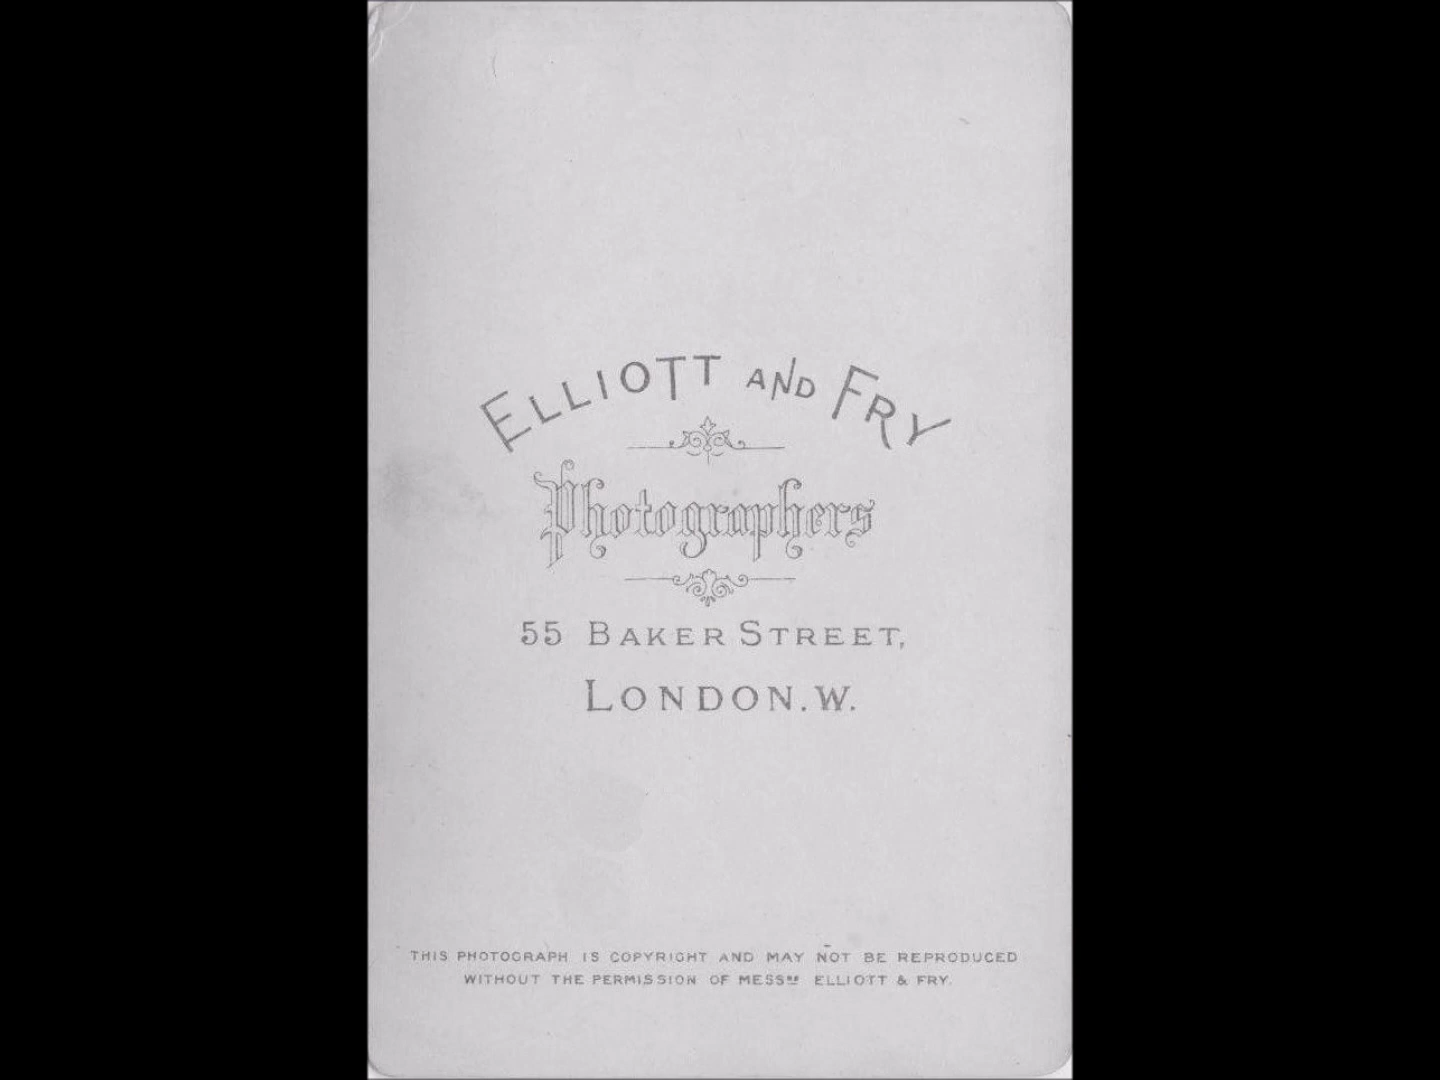 ELLIOTT AND FRY
Photographers
55 BAKER STREET,
LONDON.W.
THIS PHOTOGRAPH IS COPYRIGHT AND MAY NOT BE REPRODUCED
WITHOUT THE PERMISSION OF MESSRS ELLIOTT & FRY.